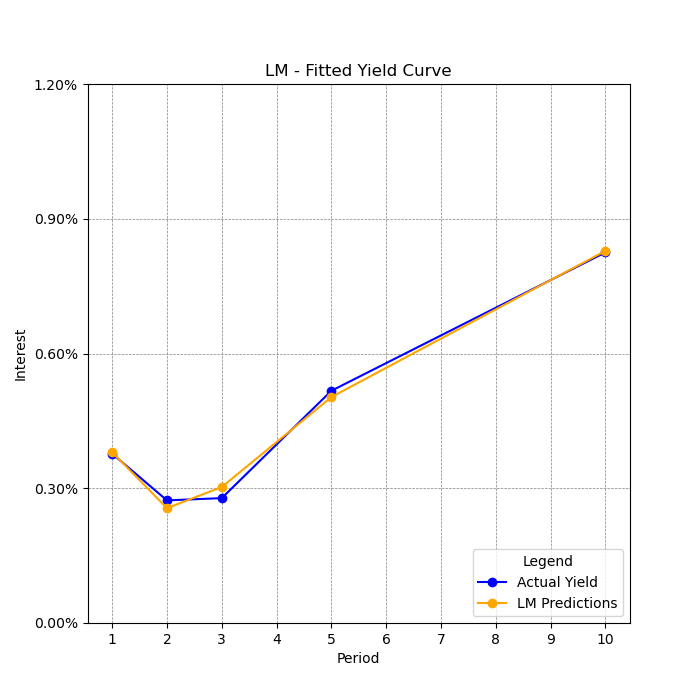 LM - Fitted Yield Curve
1.20%
0.90%
0.60%
0.30%
0.00%
Interest
1 2 3 4 5 6 7 8 9 10
Period
Legend
Actual Yield
LM Predictions